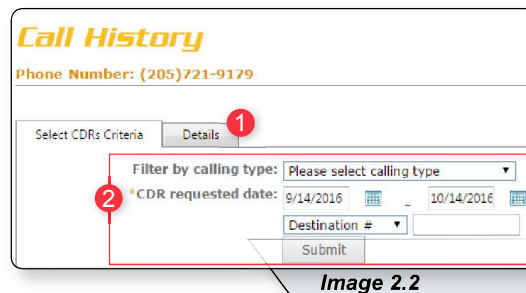 Call History
Phone Number: (205)721-9179
Select CDRs Criteria Details 1
Filter by calling type: Please select calling type
2 *CDR requested date: 9/14/2016 - 10/14/2016
Destination #
Submit
Image 2.2